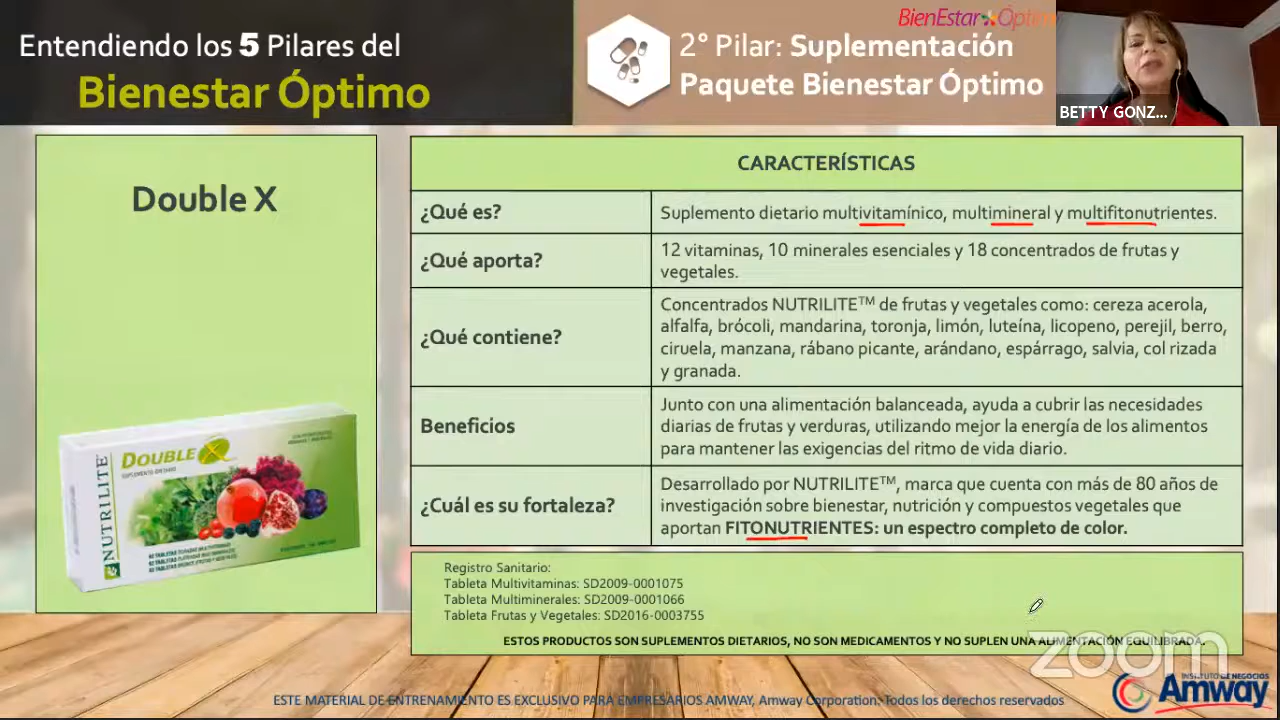 Entendiendo los 5 Pilares del
Bienestar Óptimo
2° Pilar: Suplementación
Paquete Bienestar Óptimo
BienEstar Óptimo
BETTY GONZ...
Double X
NUTRILITE
DOUBLE X
SUPLEMENTO DIETARIO
CARACTERÍSTICAS
¿Qué es?
Suplemento dietario multivitamínico, multimineral y multifitonutrientes.
¿Qué aporta?
12 vitaminas, 10 minerales esenciales y 18 concentrados de frutas y
vegetales.
¿Qué contiene?
Concentrados NUTRILITE™ de frutas y vegetales como: cereza acerola,
alfalfa, brócoli, mandarina, toronja, limón, luteína, licopeno, perejil, berro,
ciruela, manzana, rábano picante, arándano, espárrago, salvia, col rizada
y granada.
Beneficios
Junto con una alimentación balanceada, ayuda a cubrir las necesidades
diarias de frutas y verduras, utilizando mejor la energía de los alimentos
para mantener las exigencias del ritmo de vida diario.
¿Cuál es su fortaleza?
Desarrollado por NUTRILITE™, marca que cuenta con más de 80 años de
investigación sobre bienestar, nutrición y compuestos vegetales que
aportan FITONUTRIENTES: un espectro completo de color.
Registro Sanitario:
Tableta Multivitaminas: SD2009-0001075
Tableta Multiminerales: SD2009-0001066
Tableta Frutas y Vegetales: SD2016-0003755
ESTOS PRODUCTOS SON SUPLEMENTOS DIETARIOS, NO SON MEDICAMENTOS Y NO SUPLEN UNA ALIMENTACIÓN EQUILIBRADA.
zoom
INSTITUTO DE NEGOCIOS
Amway
ESTE MATERIAL DE ENTRENAMIENTO ES EXCLUSIVO PARA EMPRESARIOS AMWAY, Amway Corporation. Todos los derechos reservados